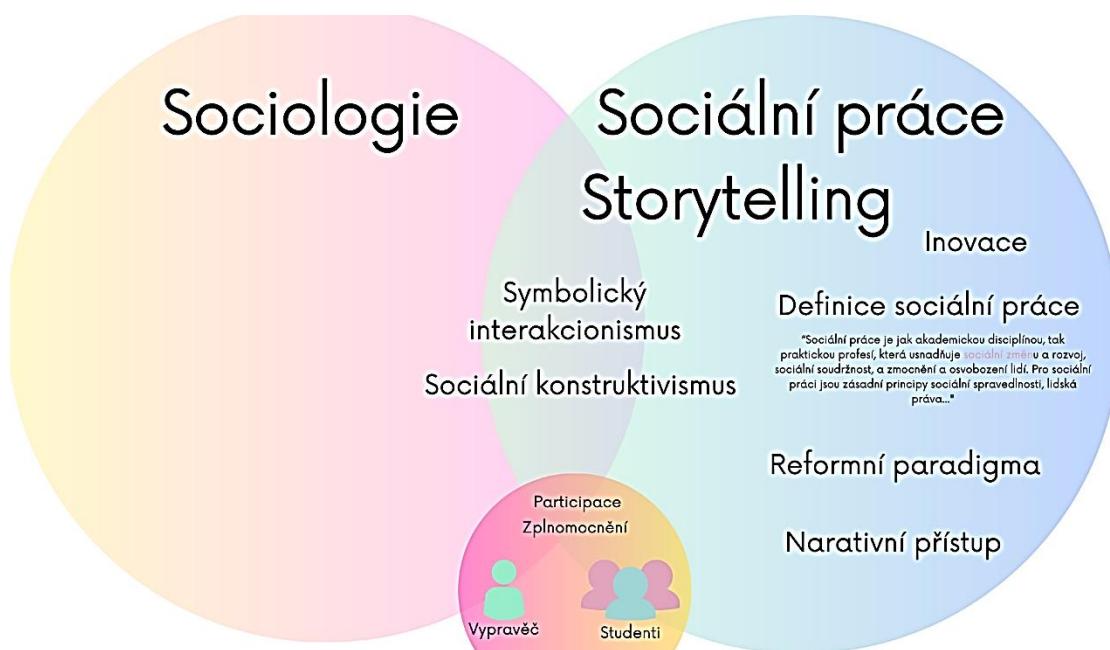 Sociologie
Sociální práce
Storytelling
Inovace
Symbolický
interakcionismus
Sociální konstruktivismus
Definice sociální práce
"Sociální práce je jak akademickou disciplínou, tak
praktickou profesí, která usnadňuje sociální změnu a rozvoj,
sociální soudržnost, a zmocnění a osvobození lidí. Pro sociální
práci jsou zásadní principy sociální spravedlnosti, lidská
práva..."
Reformní paradigma
Narativní přístup
Participace
Zplnomocnění
Vypravěč
Studenti